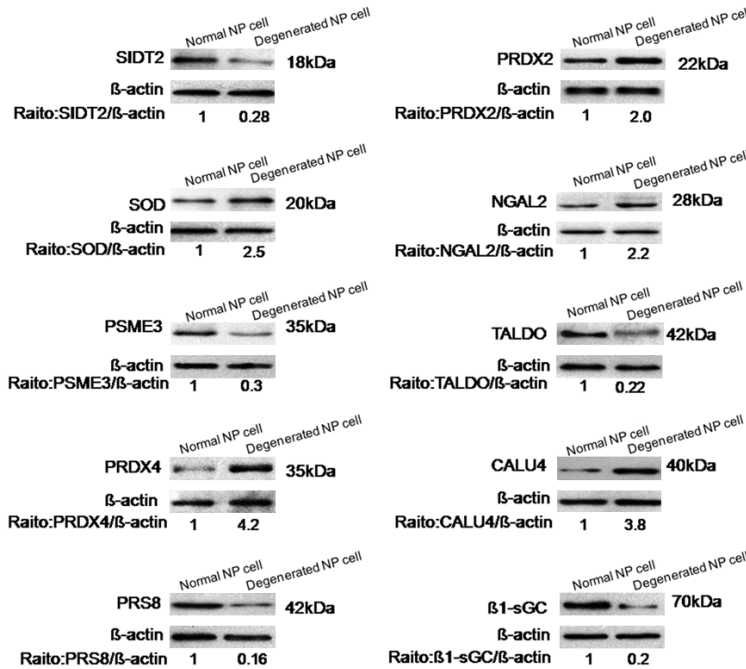 Normal NP cell Degenerated NP cell
SIDT2 18kDa
ß-actin
Raito:SIDT2/ß-actin 1 0.28
Normal NP cell Degenerated NP cell
PRDX2 22kDa
ß-actin
Raito:PRDX2/ß-actin 1 2.0
Normal NP cell Degenerated NP cell
SOD 20kDa
ß-actin
Raito:SOD/ß-actin 1 2.5
Normal NP cell Degenerated NP cell
NGAL2 28kDa
ß-actin
Raito:NGAL2/ß-actin 1 2.2
Normal NP cell Degenerated NP cell
PSME3 35kDa
ß-actin
Raito:PSME3/ß-actin 1 0.3
Normal NP cell Degenerated NP cell
TALDO 42kDa
ß-actin
Raito:TALDO/ß-actin 1 0.22
Normal NP cell Degenerated NP cell
PRDX4 35kDa
ß-actin
Raito:PRDX4/ß-actin 1 4.2
Normal NP cell Degenerated NP cell
CALU4 40kDa
ß-actin
Raito:CALU4/ß-actin 1 3.8
Normal NP cell Degenerated NP cell
PRS8 42kDa
ß-actin
Raito:PRS8/ß-actin 1 0.16
Normal NP cell Degenerated NP cell
ß1-sGC 70kDa
ß-actin
Raito:ß1-sGC/ß-actin 1 0.2